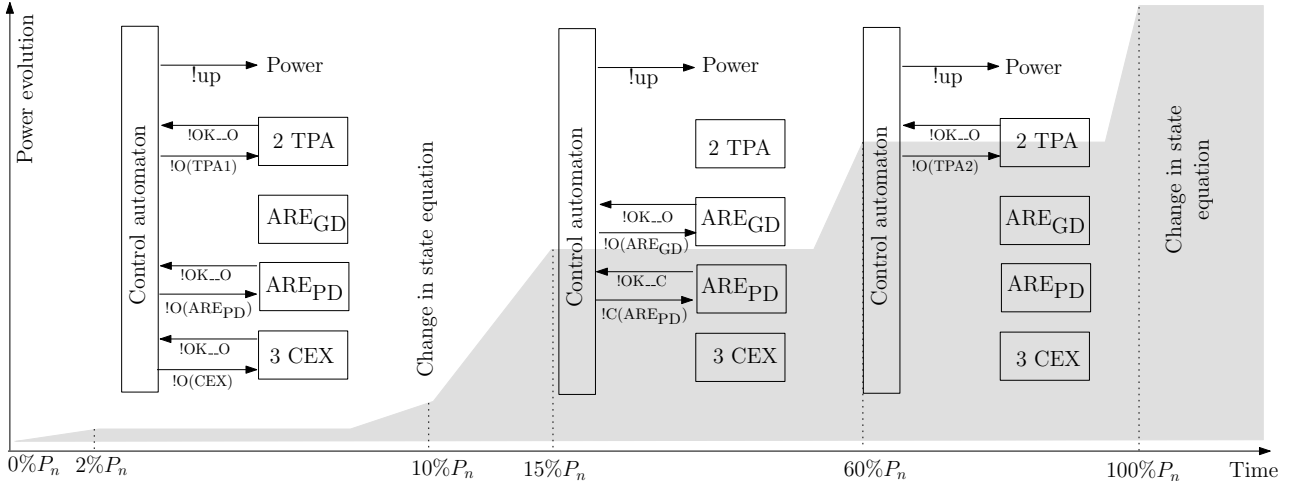 Power evolution
Control automaton
!up
Power
!OK_O
!O(TPA1)
2 TPA
ARE_GD
!OK_O
!O(ARE_PD)
ARE_PD
!OK_O
!O(CEX)
3 CEX
Change in state equation
Control automaton
!up
Power
2 TPA
!OK_O
!O(ARE_GD)
ARE_GD
!OK_C
!C(ARE_PD)
ARE_PD
3 CEX
Control automaton
!up
Power
!OK_O
!O(TPA2)
2 TPA
ARE_GD
ARE_PD
3 CEX
Change in state
equation
0%P_n
2%P_n
10%P_n
15%P_n
60%P_n
100%P_n
Time